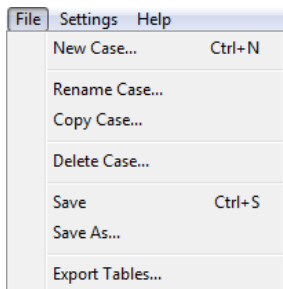 File Settings Help
New Case... Ctrl+N
Rename Case...
Copy Case...
Delete Case...
Save Ctrl+S
Save As...
Export Tables...